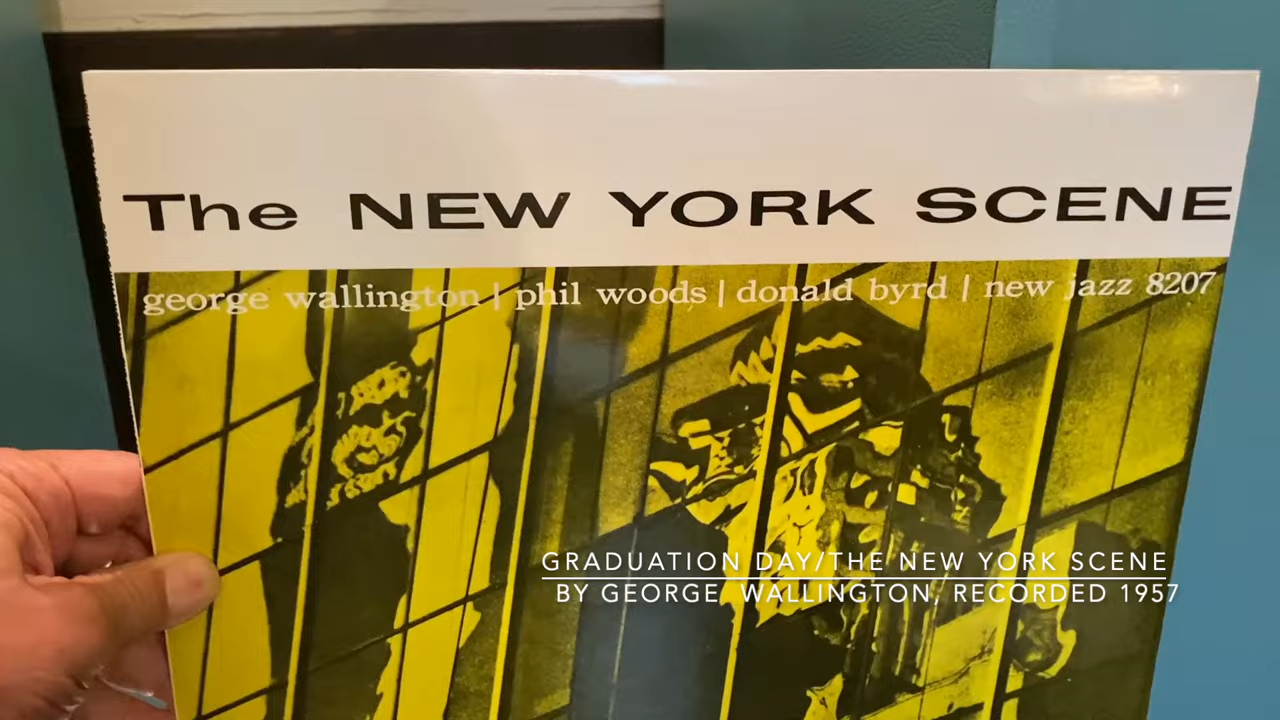 The NEW YORK SCENE
george wallington | phil woods | donald byrd | new jazz 8207
GRADUATION DAY/THE NEW YORK SCENE
BY GEORGE WALLINGTON, RECORDED 1957